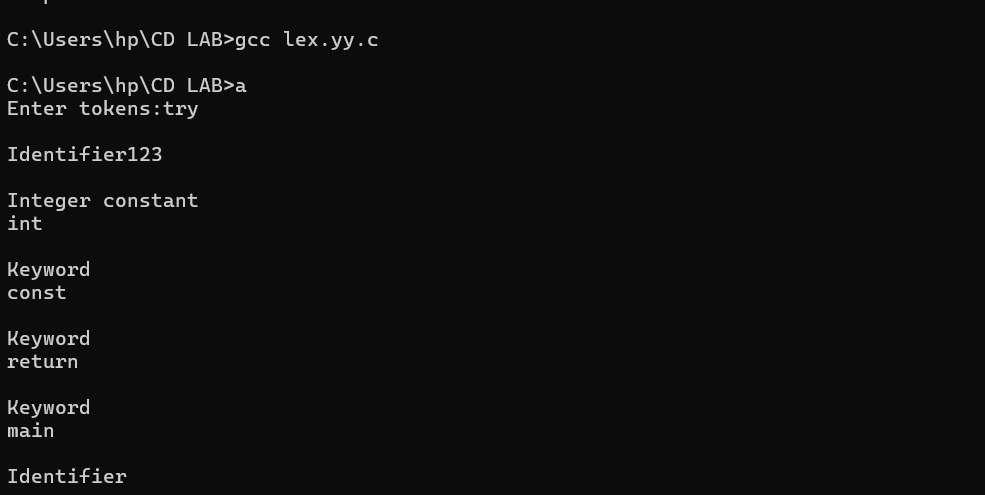 C:\Users\hp\CD LAB>gcc lex.yy.c
C:\Users\hp\CD LAB>a
Enter tokens:try
Identifier123
Integer constant
int
Keyword
const
Keyword
return
Keyword
main
Identifier